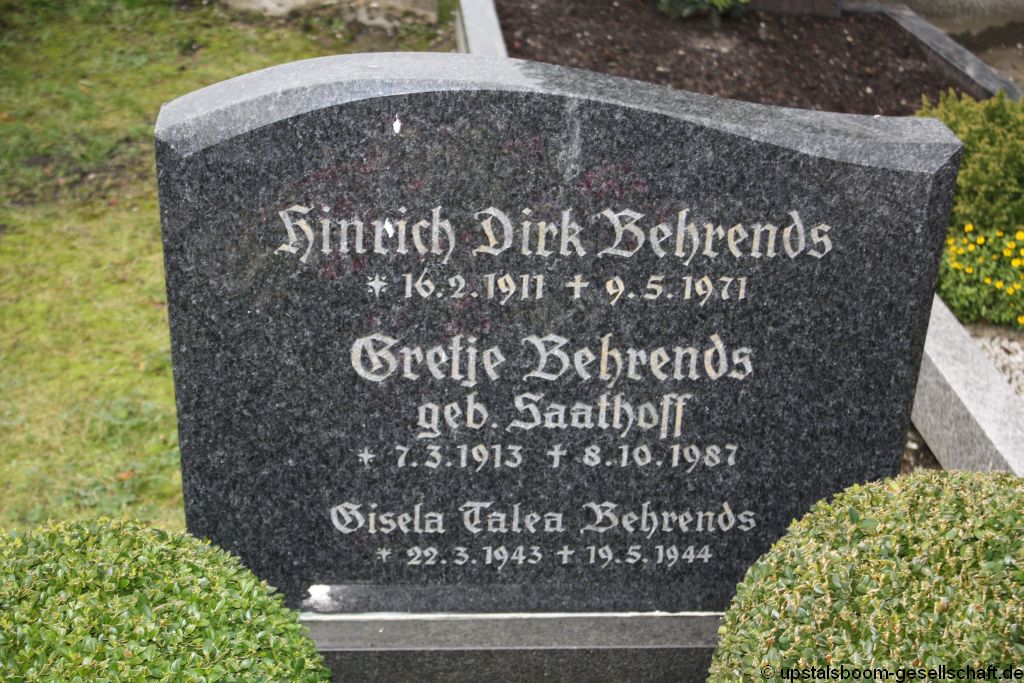 Hinrich Dirk Behrends
* 16.2.1911 † 9.5.1971
Gretje Behrends
geb. Saathoff
* 7.3.1913 † 8.10.1987
Gisela Talea Behrends
* 22.3.1943 † 19.5.1944
© upstalsboom-gesellschaft.de